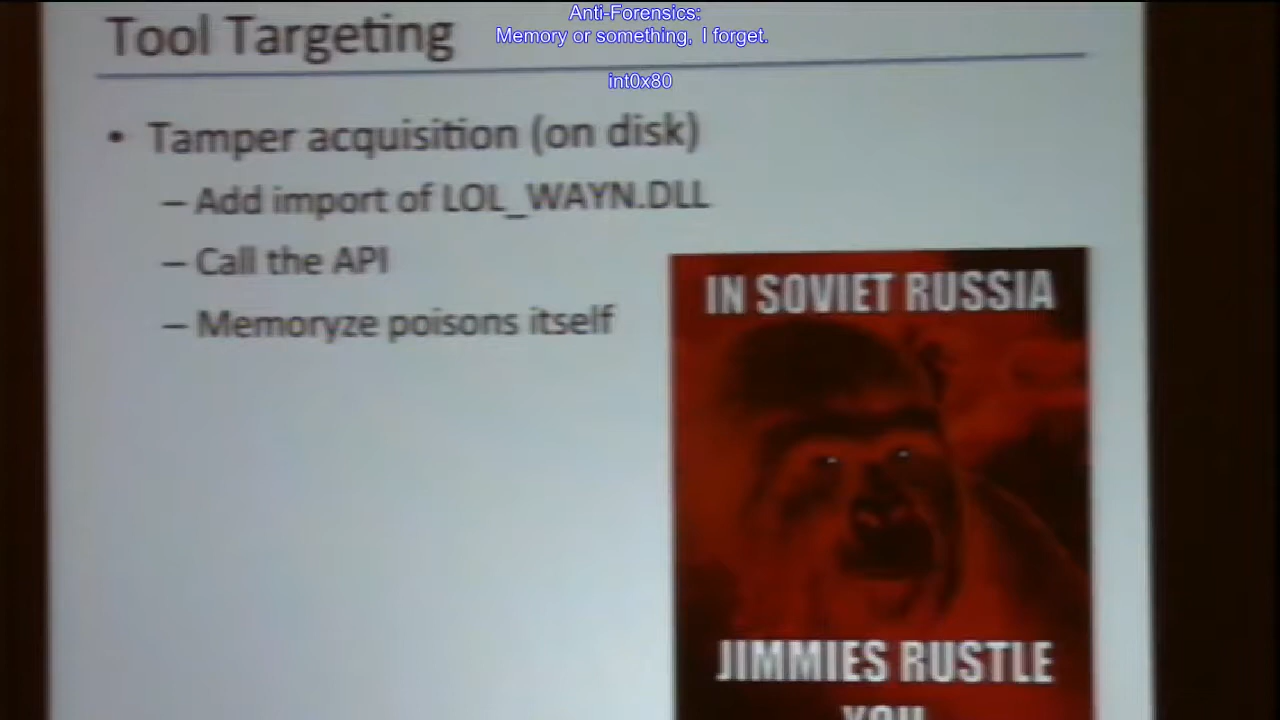 Anti-Forensics:
Memory or something, I forget.
int0x80
Tool Targeting
• Tamper acquisition (on disk)
– Add import of LOL_WAYN.DLL
– Call the API
– Memoryze poisons itself
IN SOVIET RUSSIA
JIMMIES RUSTLE
YOU